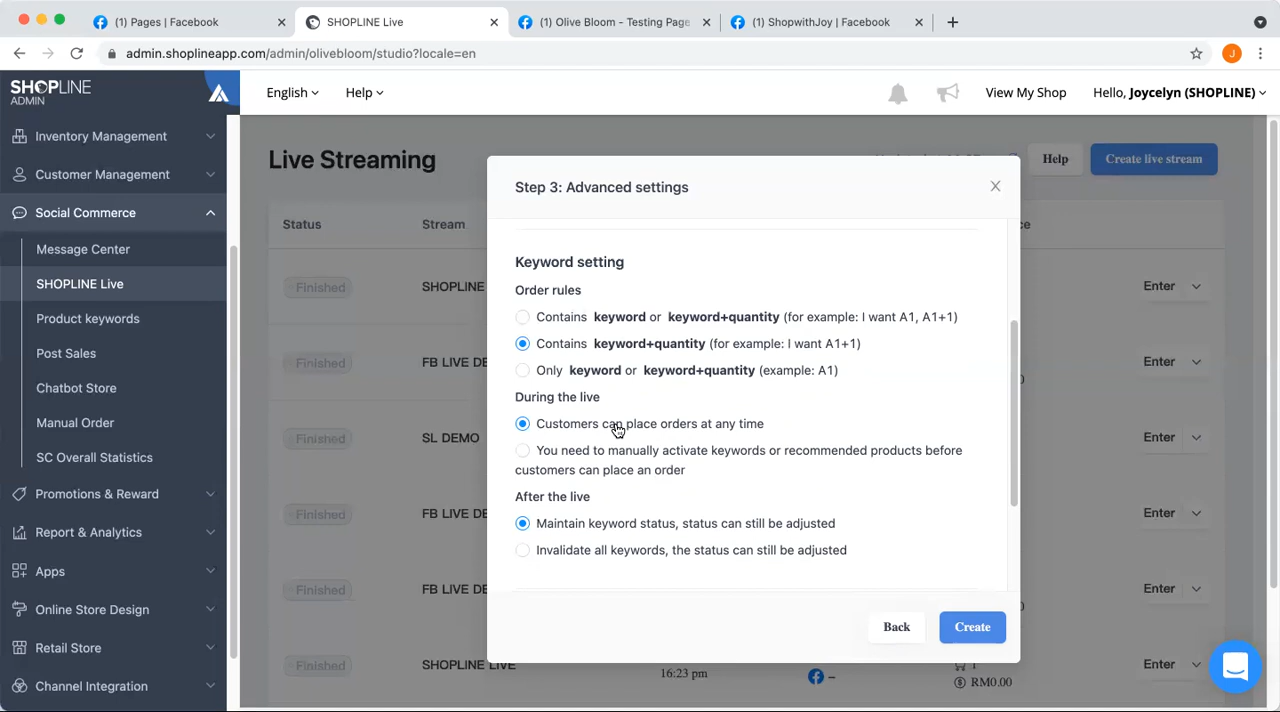 (1) Pages | Facebook
SHOPLINE Live
(1) Olive Bloom - Testing Page
(1) ShopwithJoy | Facebook
admin.shoplineapp.com/admin/olivebloom/studio?locale=en
J
SHOPLINE
ADMIN
English
Help
View My Shop
Hello, Joycelyn (SHOPLINE)
Inventory Management
Customer Management
Social Commerce
Message Center
SHOPLINE Live
Product keywords
Post Sales
Chatbot Store
Manual Order
SC Overall Statistics
Promotions & Reward
Report & Analytics
Apps
Online Store Design
Retail Store
Channel Integration
Live Streaming
Help
Create live stream
Status
Stream
Finished
SHOPLINE
Enter
Finished
FB LIVE DE
Enter
Finished
SL DEMO
Enter
Finished
FB LIVE DE
Enter
Finished
FB LIVE DE
Enter
Finished
SHOPLINE LIVE
16:23 pm
–
1
RM0.00
Enter
Step 3: Advanced settings
Keyword setting
Order rules
Contains keyword or keyword+quantity (for example: I want A1, A1+1)
Contains keyword+quantity (for example: I want A1+1)
Only keyword or keyword+quantity (example: A1)
During the live
Customers can place orders at any time
You need to manually activate keywords or recommended products before
customers can place an order
After the live
Maintain keyword status, status can still be adjusted
Invalidate all keywords, the status can still be adjusted
Back
Create